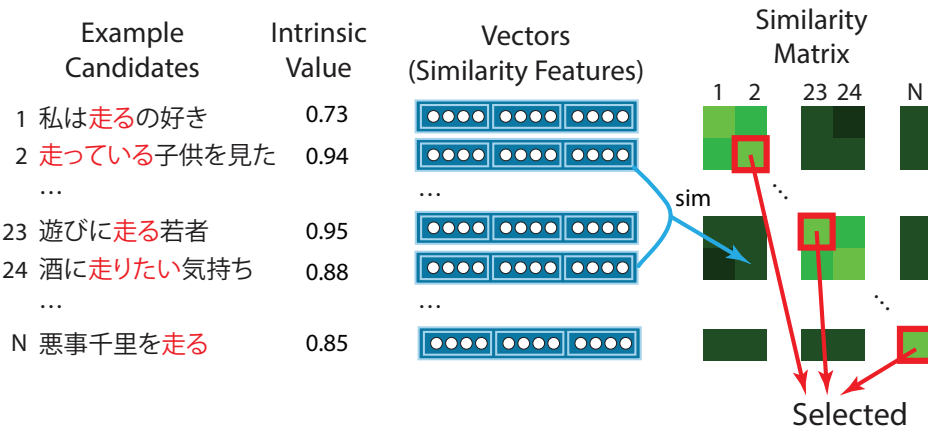 Example Candidates
Intrinsic Value
Vectors (Similarity Features)
Similarity Matrix
1 2 23 24 N
1 私は走るの好き 0.73
2 走っている子供を見た 0.94
… …
sim
23 遊びに走る若者 0.95
24 酒に走りたい気持ち 0.88
… …
N 悪事千里を走る 0.85
Selected